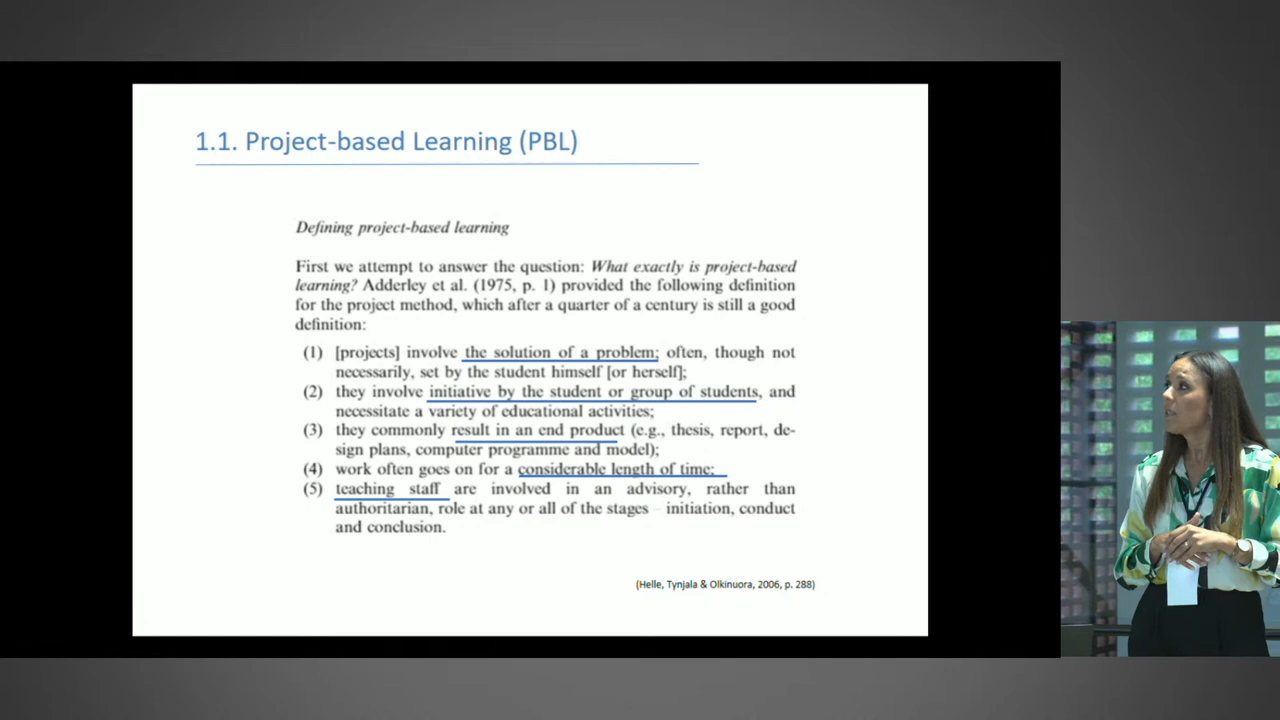 1.1. Project-based Learning (PBL)
Defining project-based learning
First we attempt to answer the question: What exactly is project-based
learning? Adderley et al. (1975, p. 1) provided the following definition
for the project method, which after a quarter of a century is still a good
definition:
(1) [projects] involve the solution of a problem; often, though not
necessarily, set by the student himself [or herself];
(2) they involve initiative by the student or group of students, and
necessitate a variety of educational activities;
(3) they commonly result in an end product (e.g., thesis, report, de-
sign plans, computer programme and model);
(4) work often goes on for a considerable length of time;
(5) teaching staff are involved in an advisory, rather than
authoritarian, role at any or all of the stages – initiation, conduct
and conclusion.
(Helle, Tynjala & Olkinuora, 2006, p. 288)